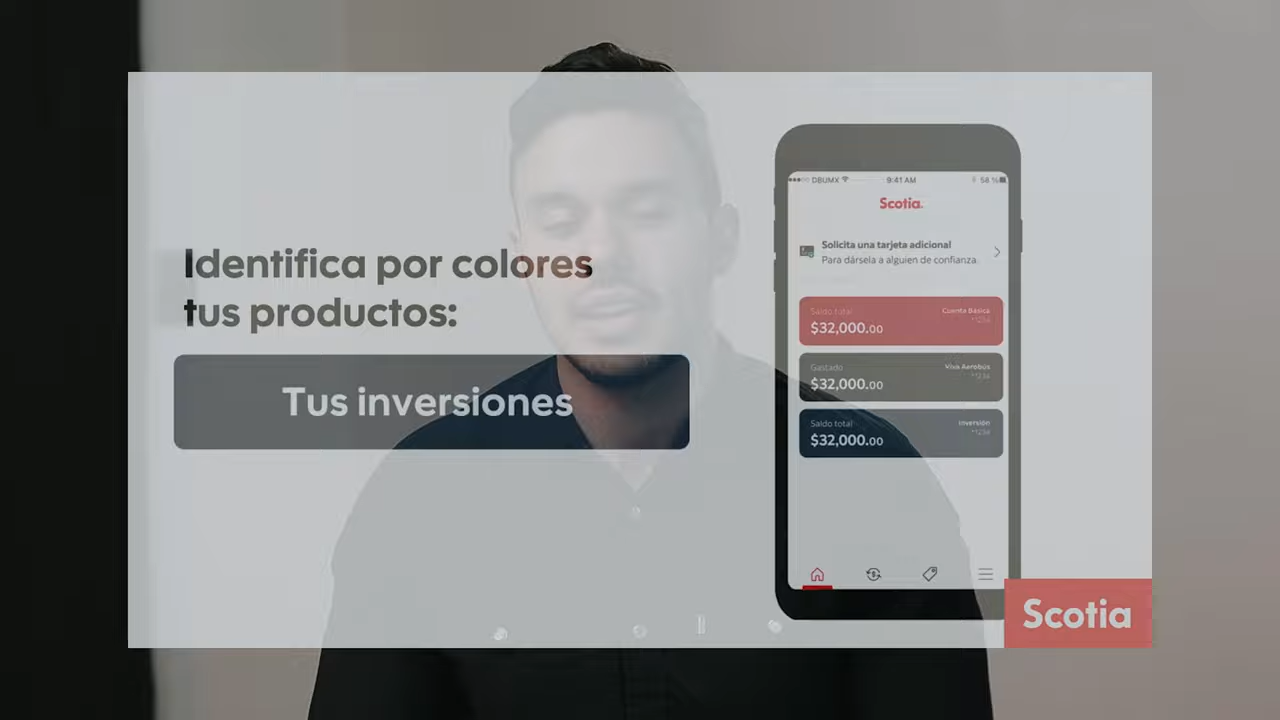 Identifica por colores
tus productos:
Tus inversiones
DBUMX 9:41 AM 58 %
Scotia.
Solicita una tarjeta adicional
Para dársela a alguien de confianza.
Saldo total Cuenta Básica
*1234
$32,000.00
Gastado Viva Aerobús
*1234
$32,000.00
Saldo total Inversión
*1234
$32,000.00
Scotia